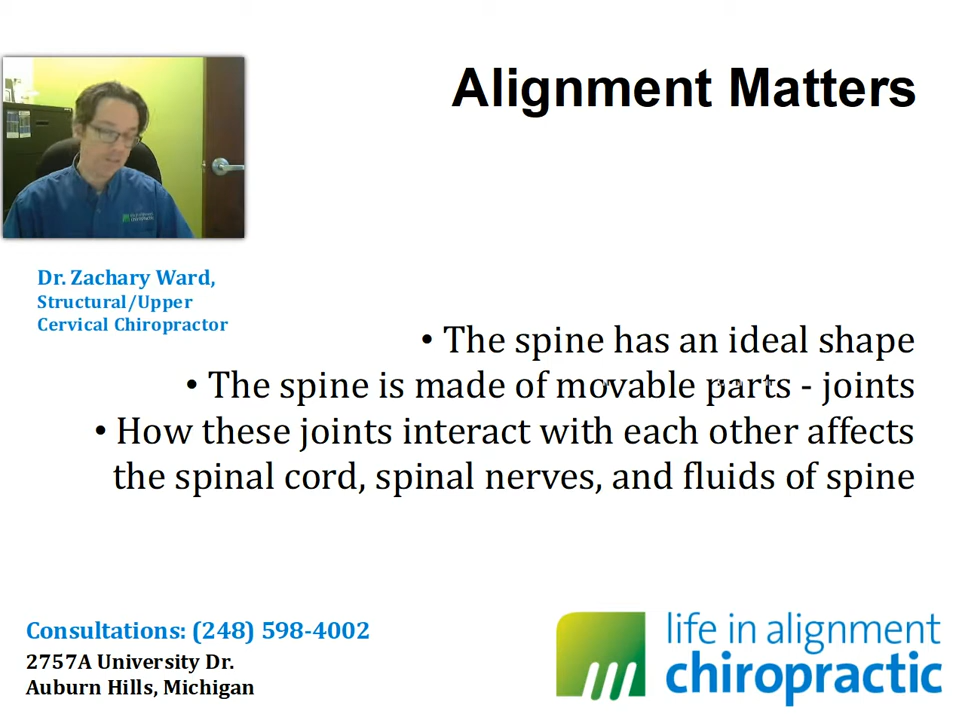 Alignment Matters
Dr. Zachary Ward,
Structural/Upper
Cervical Chiropractor
• The spine has an ideal shape
• The spine is made of movable parts - joints
• How these joints interact with each other affects
the spinal cord, spinal nerves, and fluids of spine
Consultations: (248) 598-4002
2757A University Dr.
Auburn Hills, Michigan
life in alignment
chiropractic